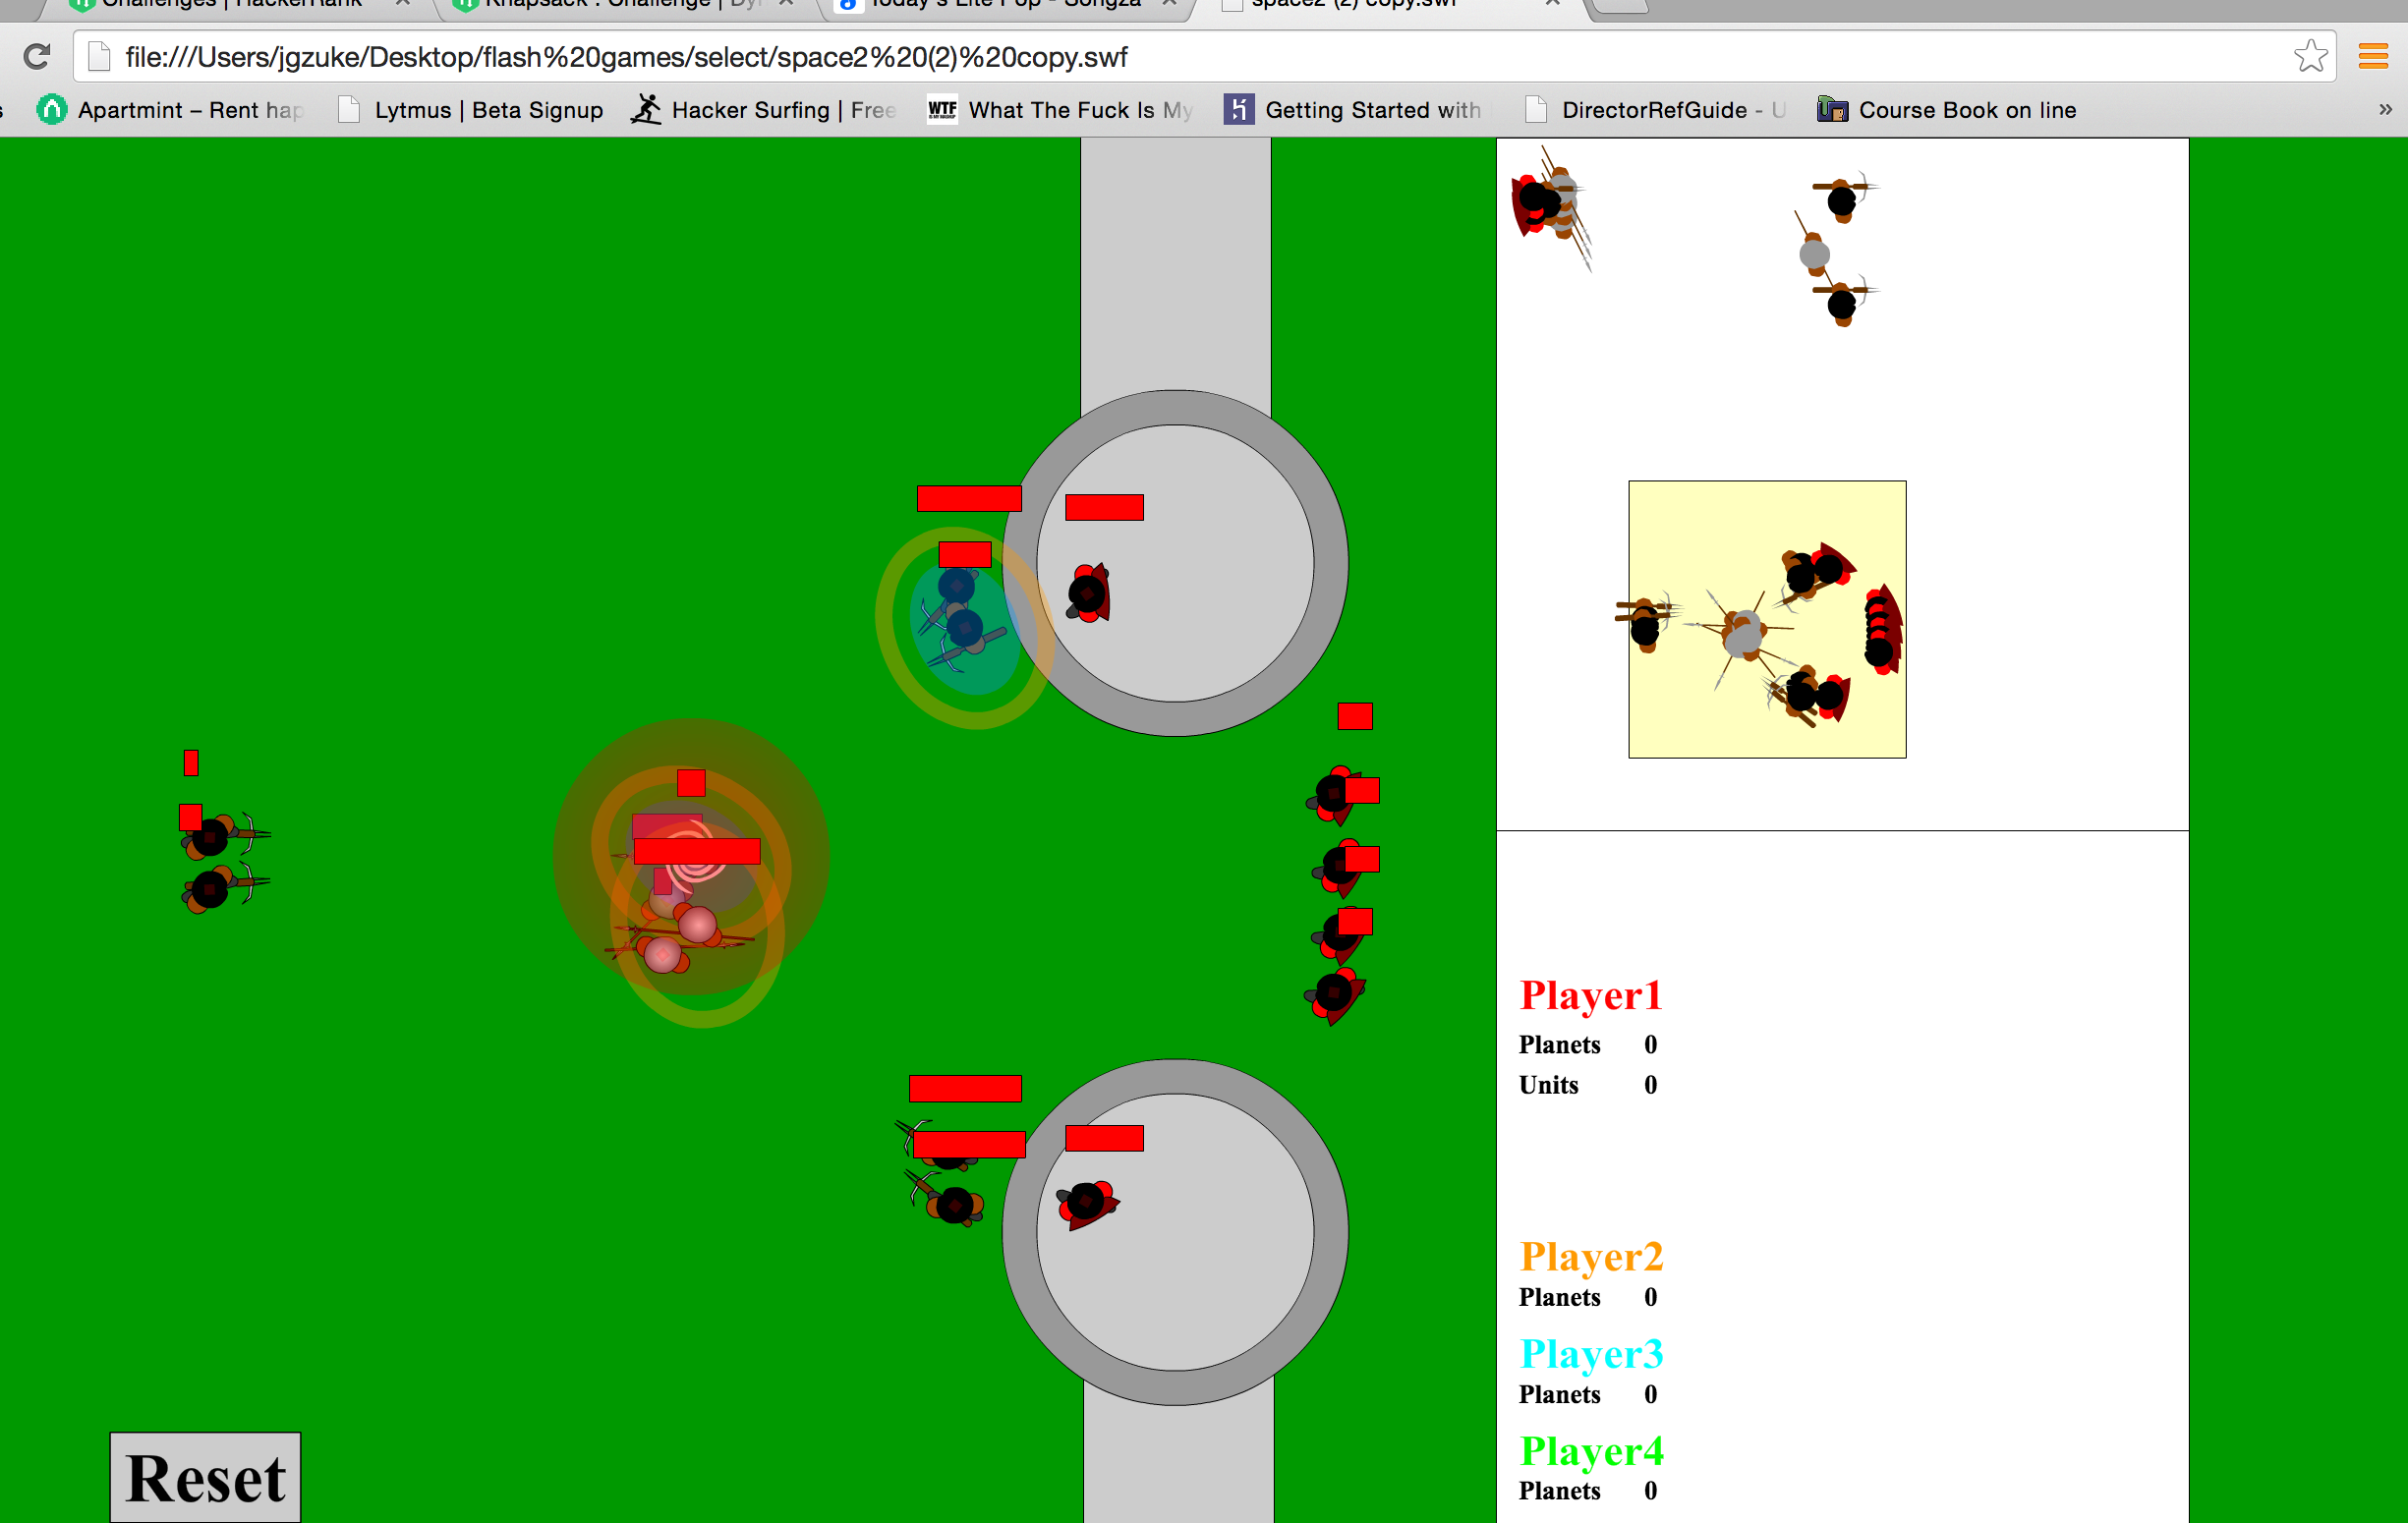 Challenges | HackerRank Knapsack : Challenge | Dy Today's Lite Pop - Songza space2 (2) copy.swf
file:///Users/jgzuke/Desktop/flash%20games/select/space2%20(2)%20copy.swf
s Apartmint – Rent hap Lytmus | Beta Signup Hacker Surfing | Free WTF What The Fuck Is My Getting Started with DirectorRefGuide - U Course Book on line »
Player1
Planets 0
Units 0
Player2
Planets 0
Player3
Planets 0
Player4
Planets 0
Reset